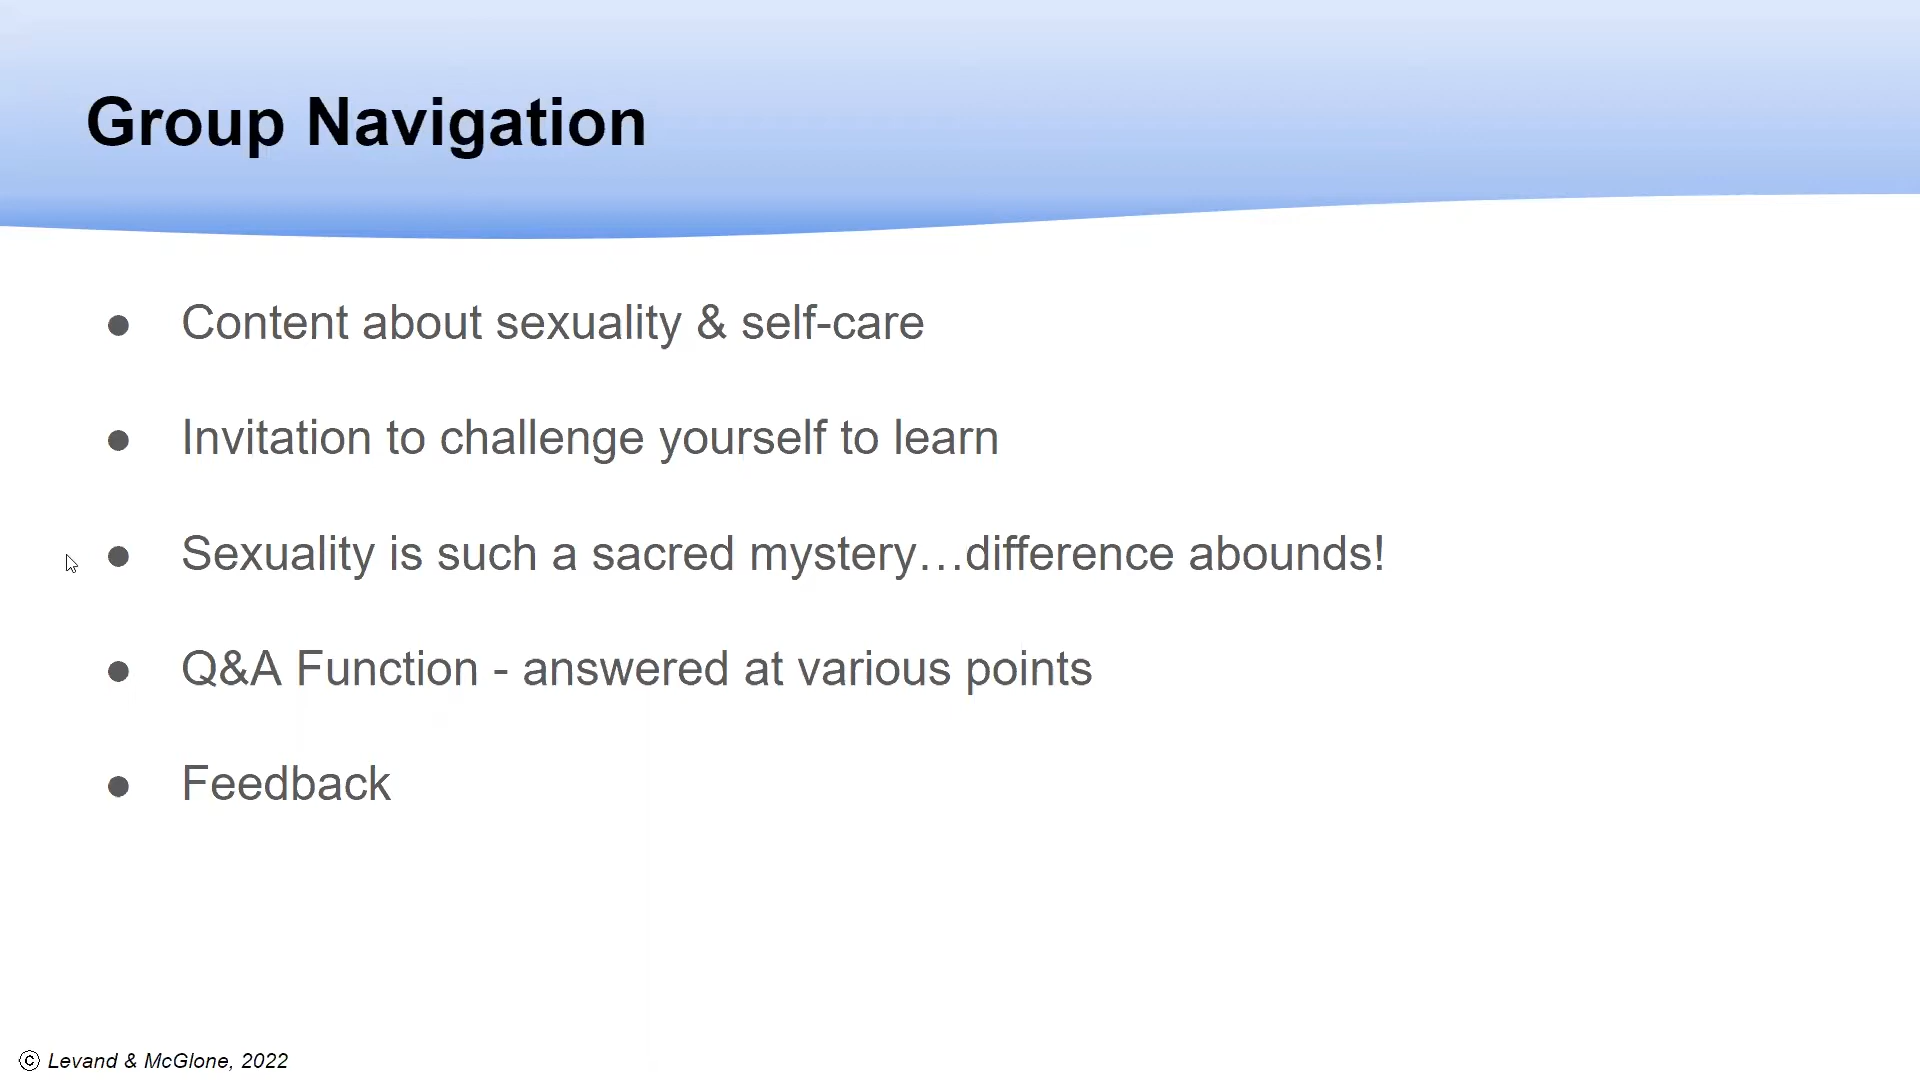 Group Navigation
● Content about sexuality & self-care
● Invitation to challenge yourself to learn
● Sexuality is such a sacred mystery…difference abounds!
● Q&A Function - answered at various points
● Feedback
© Levand & McGlone, 2022